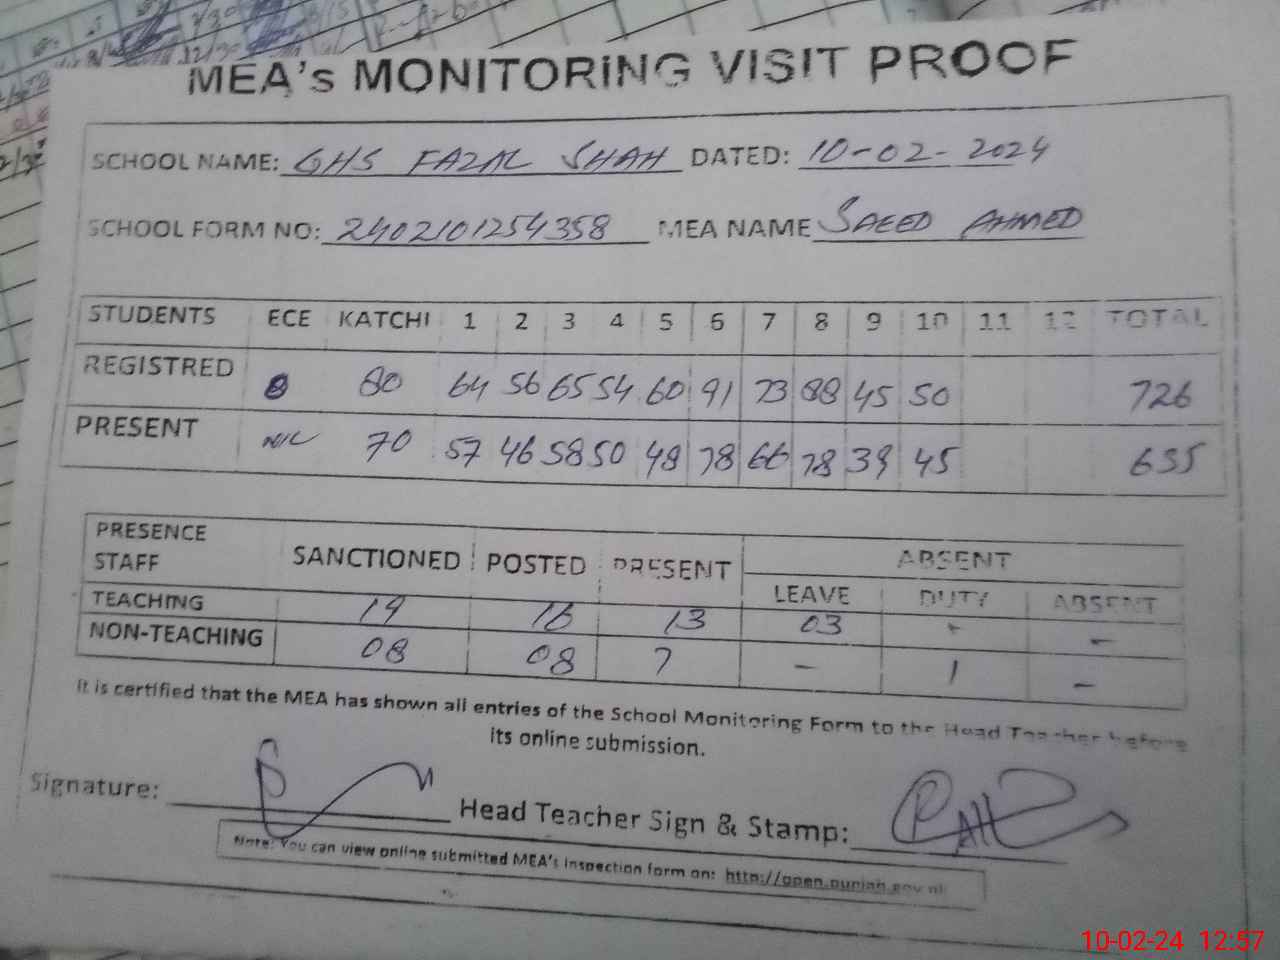 MEA's MONITORING VISIT PROOF
SCHOOL NAME: GHS FAZAL SHAH DATED: 10-02-2024
SCHOOL FORM NO: 2402101254358 MEA NAME SAEED AHMED
STUDENTS ECE KATCHI 1 2 3 4 5 6 7 8 9 10 11 12 TOTAL
REGISTRED 80 64 56 65 54 60 91 73 88 45 50 726
PRESENT NIL 70 57 46 58 50 48 78 66 78 39 45 635
PRESENCE STAFF SANCTIONED POSTED PRESENT ABSENT
LEAVE DUTY ABSENT
TEACHING 19 16 13 03 - -
NON-TEACHING 08 08 7 - 1 -
It is certified that the MEA has shown all entries of the School Monitoring Form to the Head Teacher before
its online submission.
Signature: Head Teacher Sign & Stamp:
Note: You can view online submitted MEA's inspection form on: http://open.punjab.gov.pk
10-02-24 12:57